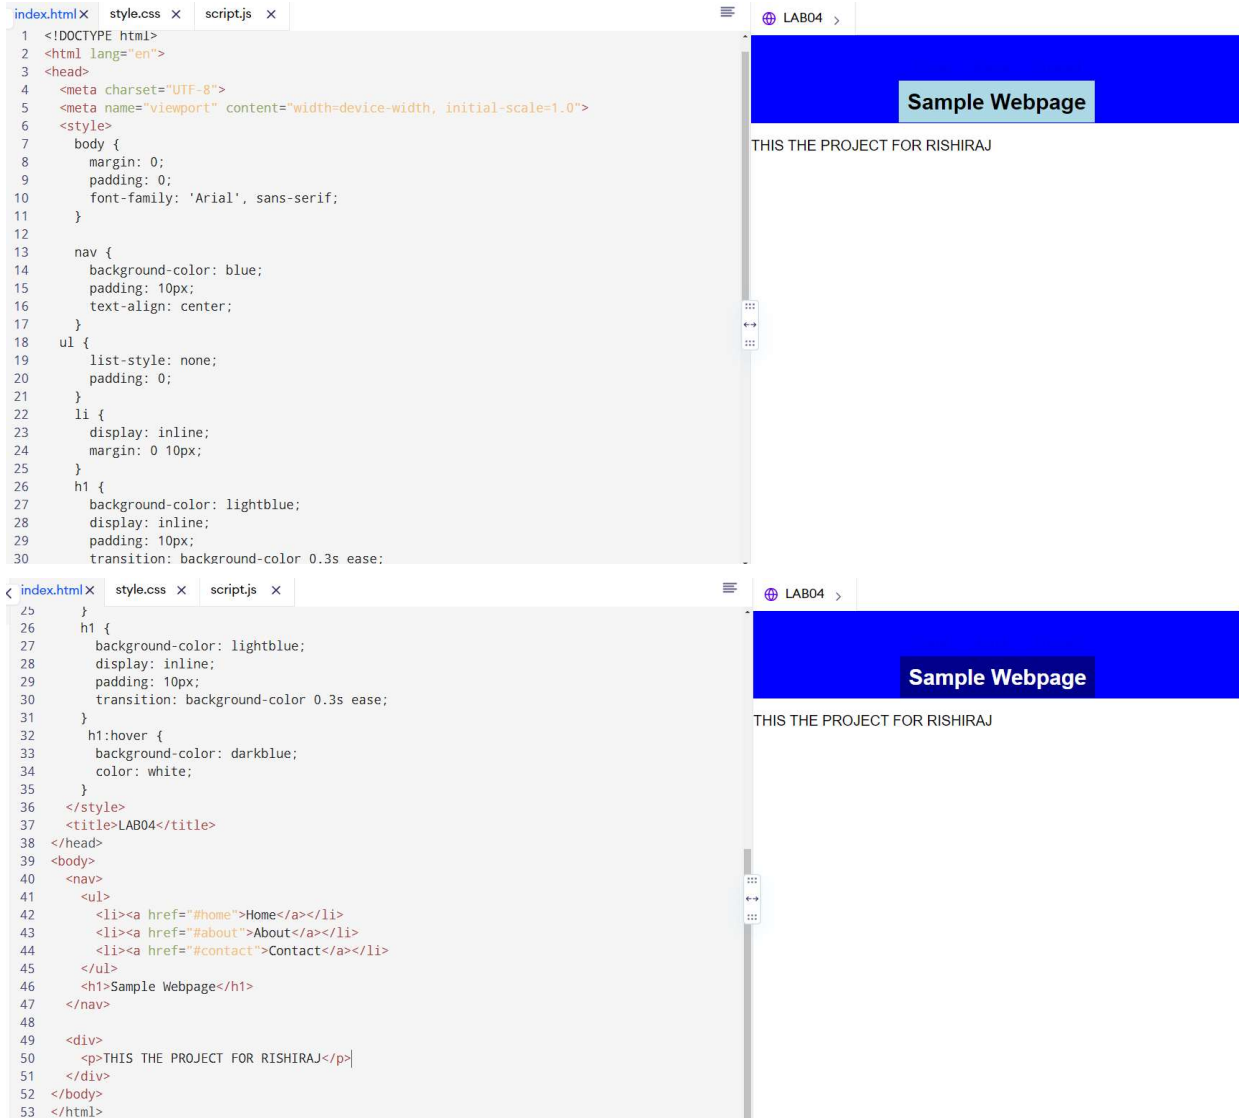 index.html× style.css × script.js ×
LAB04 >
1 <!DOCTYPE html>
2 <html lang="en">
3 <head>
4 <meta charset="UTF-8">
5 <meta name="viewport" content="width=device-width, initial-scale=1.0">
6 <style>
7 body {
8 margin: 0;
9 padding: 0;
10 font-family: 'Arial', sans-serif;
11 }
12
13 nav {
14 background-color: blue;
15 padding: 10px;
16 text-align: center;
17 }
18 ul {
19 list-style: none;
20 padding: 0;
21 }
22 li {
23 display: inline;
24 margin: 0 10px;
25 }
26 h1 {
27 background-color: lightblue;
28 display: inline;
29 padding: 10px;
30 transition: background-color 0.3s ease;
Sample Webpage
THIS THE PROJECT FOR RISHIRAJ
index.html× style.css × script.js ×
LAB04 >
25 }
26 h1 {
27 background-color: lightblue;
28 display: inline;
29 padding: 10px;
30 transition: background-color 0.3s ease;
31 }
32 h1:hover {
33 background-color: darkblue;
34 color: white;
35 }
36 </style>
37 <title>LAB04</title>
38 </head>
39 <body>
40 <nav>
41 <ul>
42 <li><a href="#home">Home</a></li>
43 <li><a href="#about">About</a></li>
44 <li><a href="#contact">Contact</a></li>
45 </ul>
46 <h1>Sample Webpage</h1>
47 </nav>
48
49 <div>
50 <p>THIS THE PROJECT FOR RISHIRAJ</p>
51 </div>
52 </body>
53 </html>
Sample Webpage
THIS THE PROJECT FOR RISHIRAJ